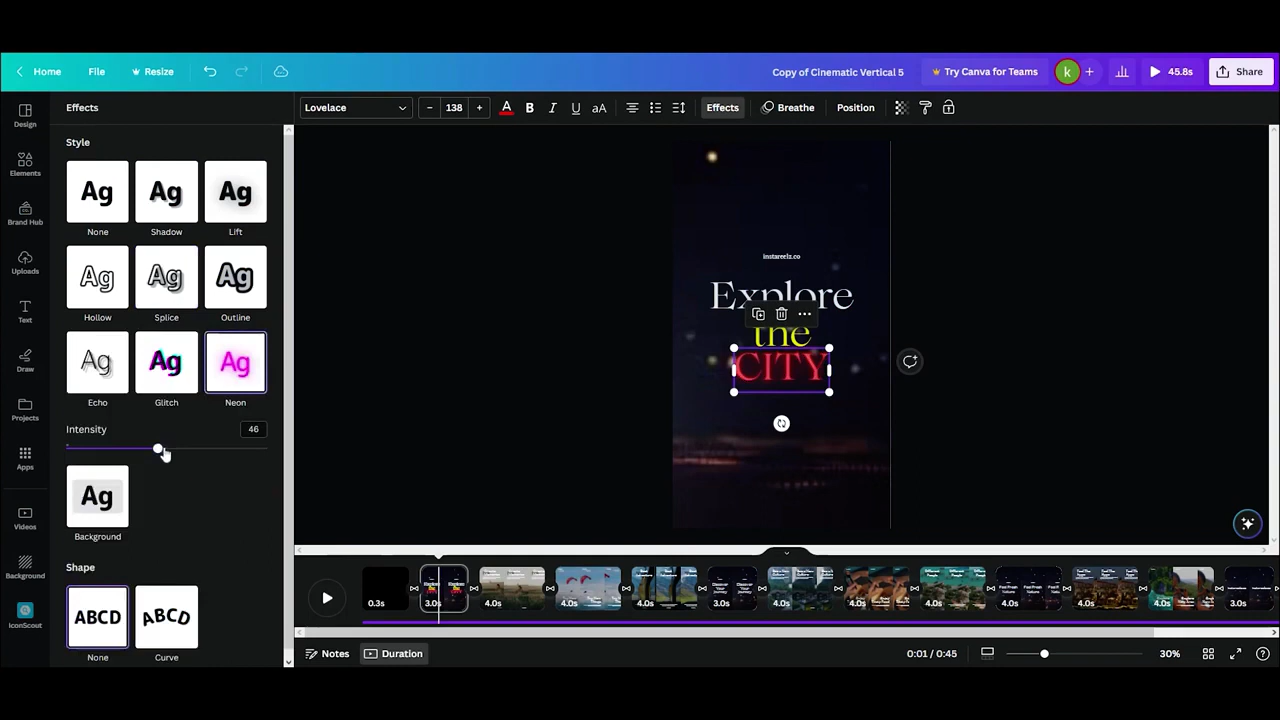 Home
File
Resize
Copy of Cinematic Vertical 5
Try Canva for Teams
k
45.8s
Share
Design
Elements
Brand Hub
Uploads
Text
Draw
Projects
Apps
Videos
Background
IconScout
Effects
Style
Ag
Ag
Ag
None
Shadow
Lift
Ag
Ag
Ag
Hollow
Splice
Outline
Ag
Ag
Ag
Echo
Glitch
Neon
Intensity
46
Ag
Background
Shape
ABCD
ABCD
None
Curve
Lovelace
138
A
B
I
U
aA
Effects
Breathe
Position
instareelz.co
Explore
the
CITY
0.3s
3.0s
4.0s
4.0s
4.0s
3.0s
4.0s
4.0s
4.0s
4.0s
4.0s
4.0s
3.0s
Notes
Duration
0:01 / 0:45
30%